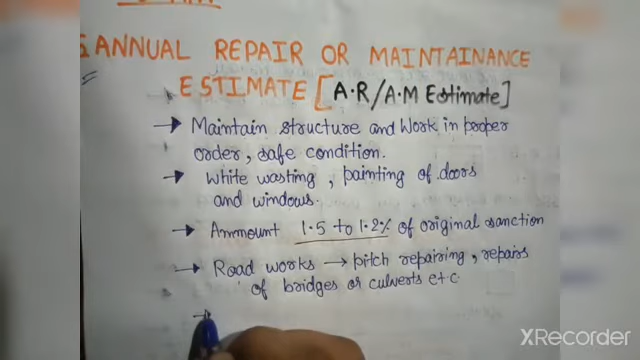 ANNUAL REPAIR OR MAINTAINANCE
ESTIMATE [A.R/A.M Estimate]
→ Maintain structure and Work in proper
order, safe condition.
→ White wasting, painting of doors
and windows.
→ Ammount 1.5 to 1.2% of original sanction
→ Road works → pitch repairing, repairs
of bridges or culverts etc.
→
XRecorder